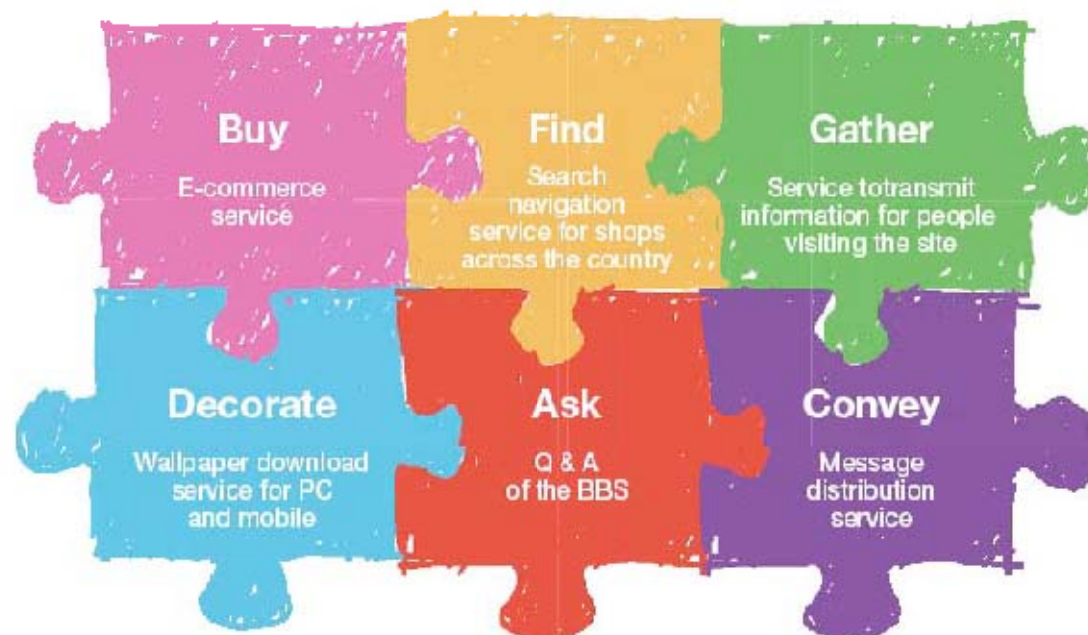 Buy
E-commerce
service
Find
Search
navigation
service for shops
across the country
Gather
Service totransmit
information for people
visiting the site
Decorate
Wallpaper download
service for PC
and mobile
Ask
Q & A
of the BBS
Convey
Message
distribution
service